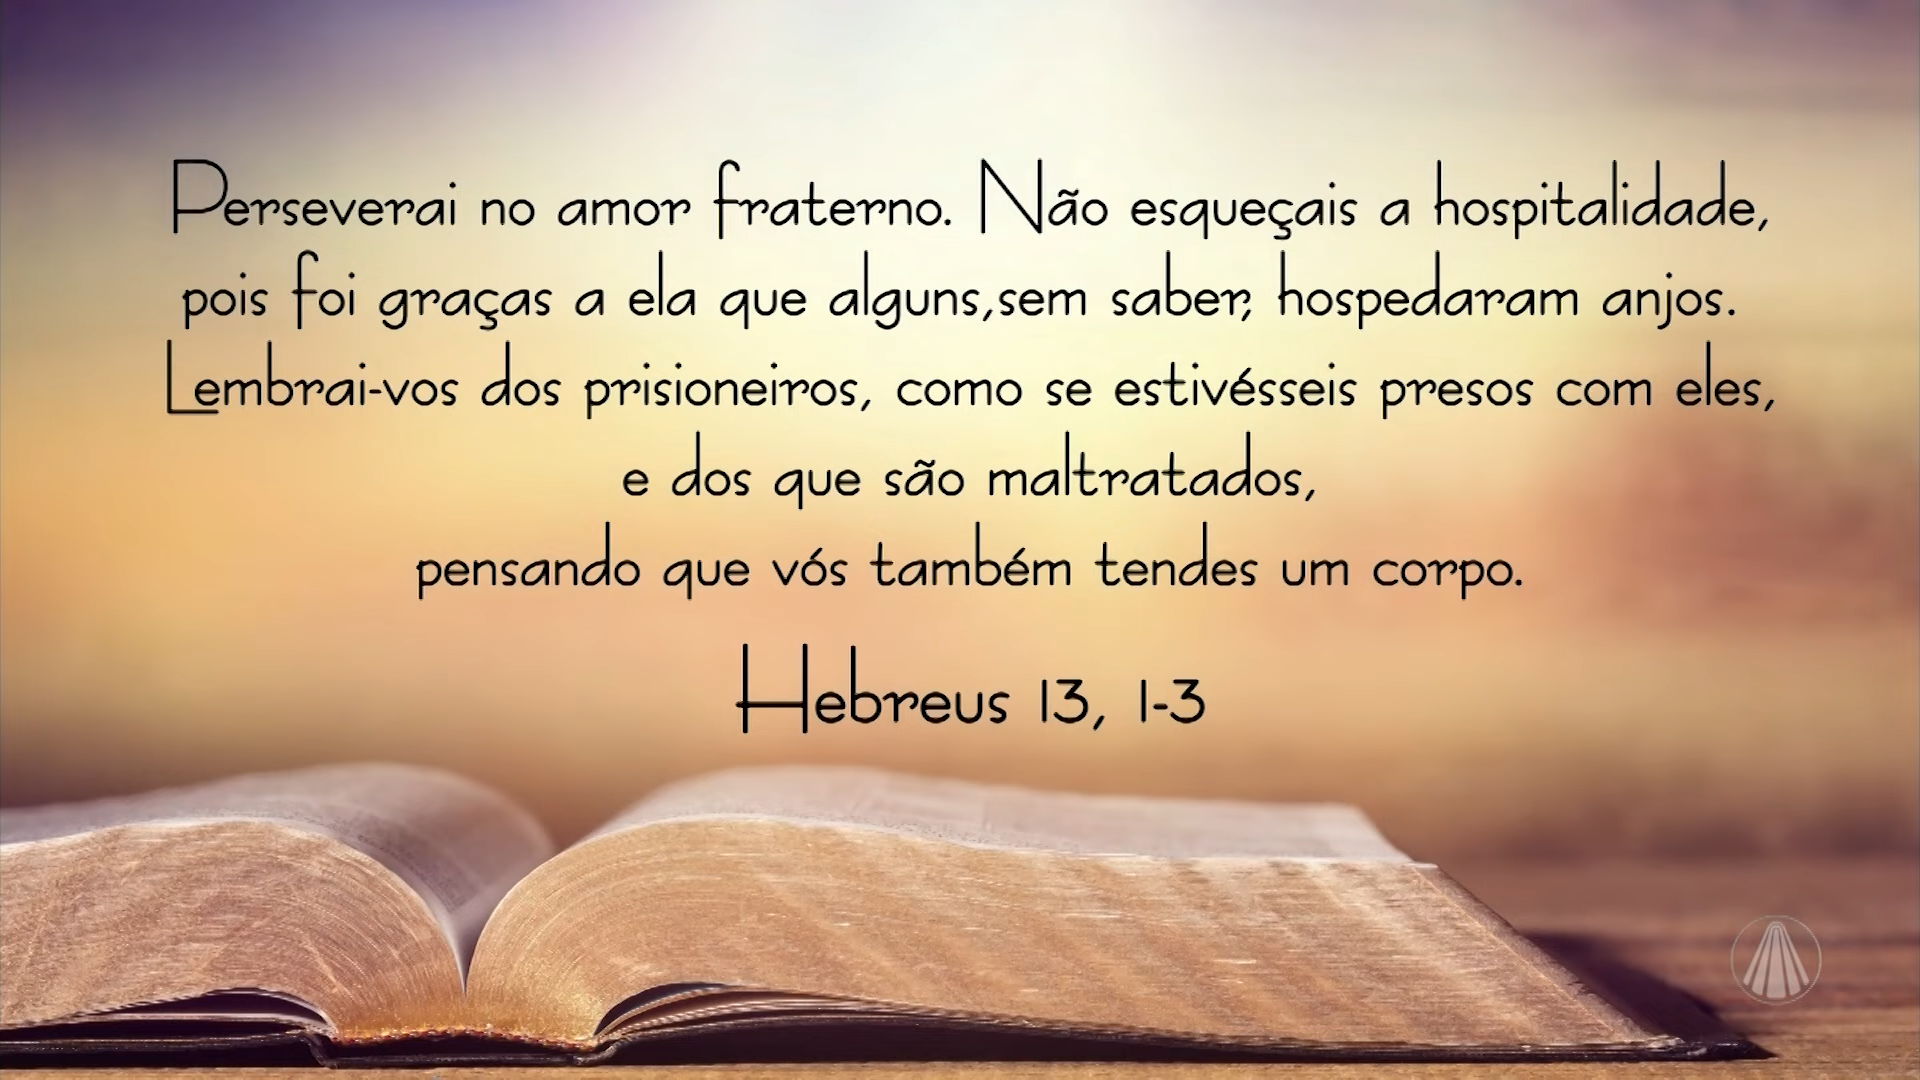 Perseverai no amor fraterno. Não esqueçais a hospitalidade,
pois foi graças a ela que alguns,sem saber, hospedaram anjos.
Lembrai-vos dos prisioneiros, como se estivésseis presos com eles,
e dos que são maltratados,
pensando que vós também tendes um corpo.
Hebreus 13, 1-3